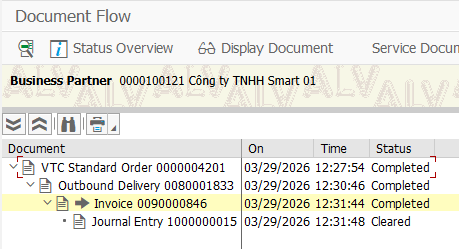 Document Flow
Status Overview Display Document Service Docum
Business Partner 0000100121 Công ty TNHH Smart 01
Document On Time Status
VTC Standard Order 0000004201 03/29/2026 12:27:54 Completed
Outbound Delivery 0080001833 03/29/2026 12:30:46 Completed
Invoice 0090000846 03/29/2026 12:31:44 Completed
Journal Entry 1000000015 03/29/2026 12:31:48 Cleared